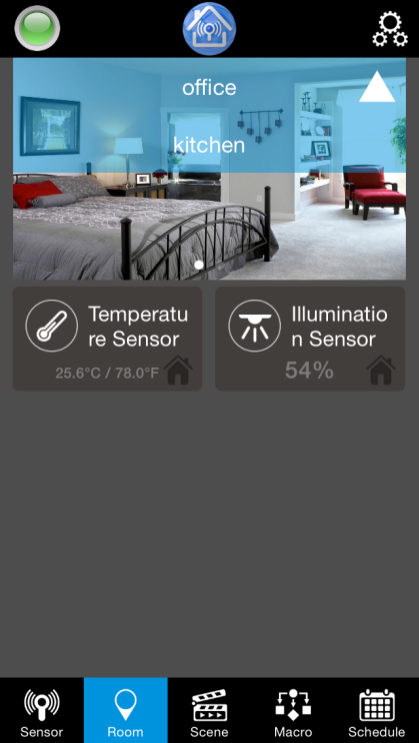 office
kitchen
Temperatu
re Sensor
25.6°C / 78.0°F
Illuminatio
n Sensor
54%
Sensor
Room
Scene
Macro
Schedule